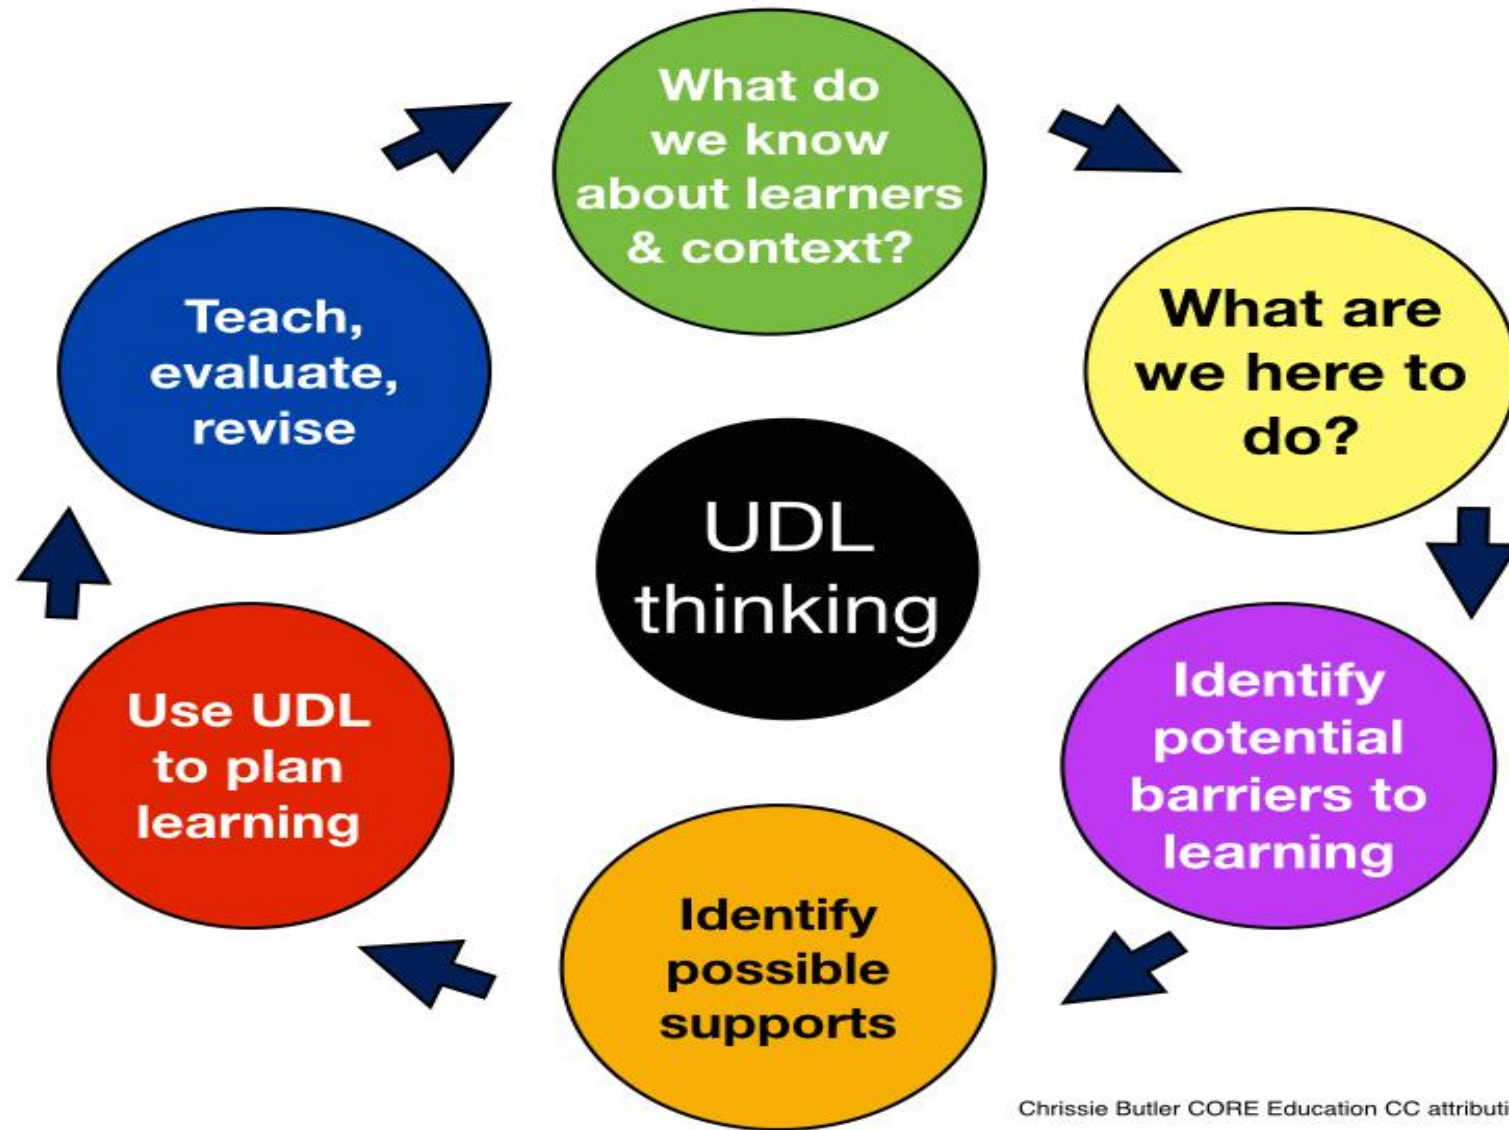 What do
we know
about learners
& context?
What are
we here to
do?
Identify
potential
barriers to
learning
Identify
possible
supports
Use UDL
to plan
learning
Teach,
evaluate,
revise
UDL
thinking
Chrissie Butler CORE Education CC